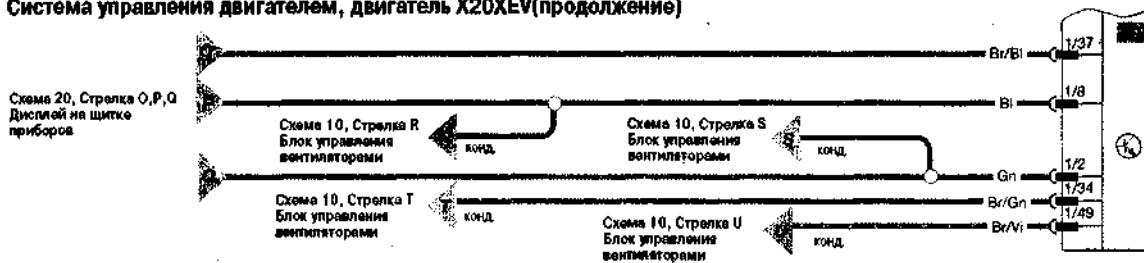 Система управления двигателем, двигатель X20XEV(продолжение)
Br/Bl
1/37
Схема 20, Стрелка O,P,Q
Дисплей на щитке
приборов
Bl
1/8
Схема 10, Стрелка R
Блок управления
вентиляторами
конд.
Схема 10, Стрелка S
Блок управления
вентиляторами
конд.
Gn
1/2
Схема 10, Стрелка T
Блок управления
вентиляторами
конд.
Br/Gn
1/34
Схема 10, Стрелка U
Блок управления
вентиляторами
конд.
Br/Vi
1/49